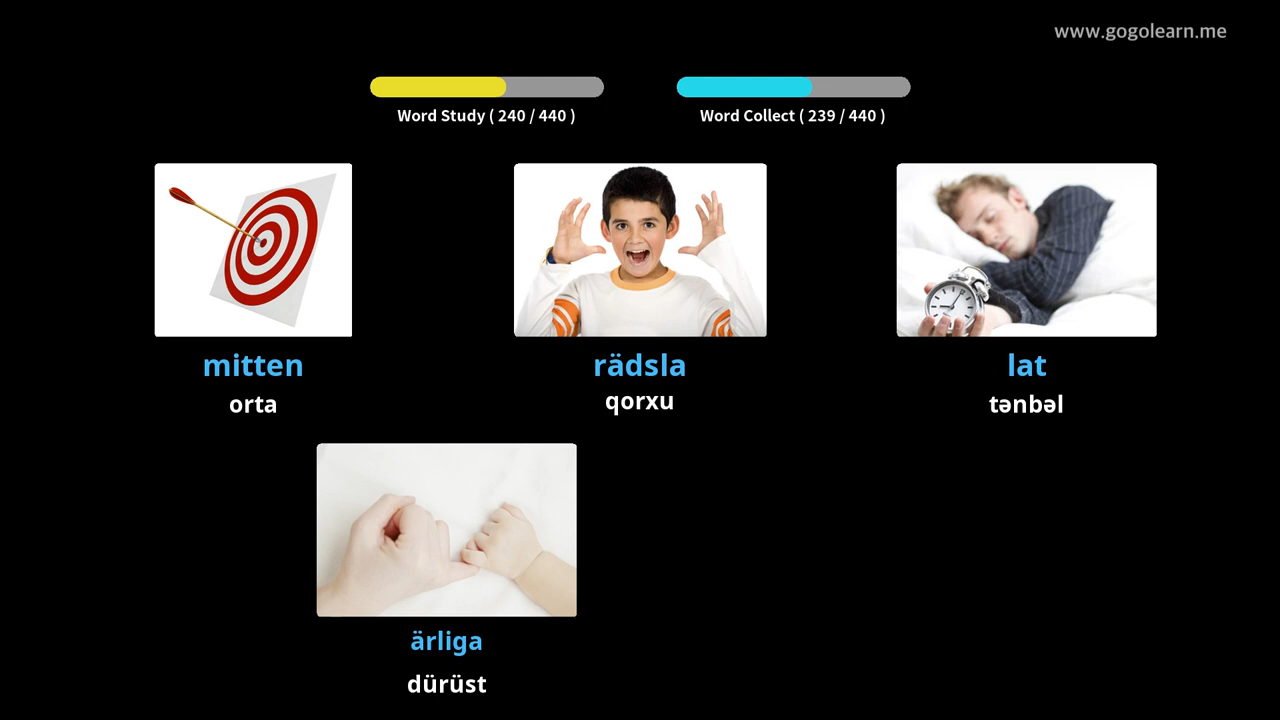 www.gogolearn.me
Word Study ( 240 / 440 )
Word Collect ( 239 / 440 )
mitten
orta
rädsla
qorxu
lat
tənbəl
ärliga
dürüst